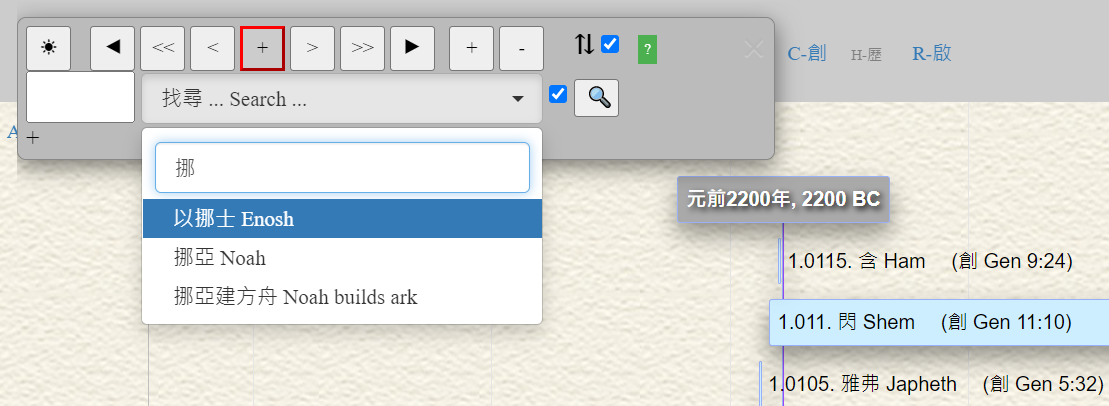 ☀ ◀ << < + > >> ▶ + - ⇅ ? × C-創 H-歷 R-啟
找尋 ... Search ...
A
+
挪
以挪士 Enosh
挪亞 Noah
挪亞建方舟 Noah builds ark
元前2200年, 2200 BC
1.0115. 含 Ham (創 Gen 9:24)
1.011. 閃 Shem (創 Gen 11:10)
1.0105. 雅弗 Japheth (創 Gen 5:32)